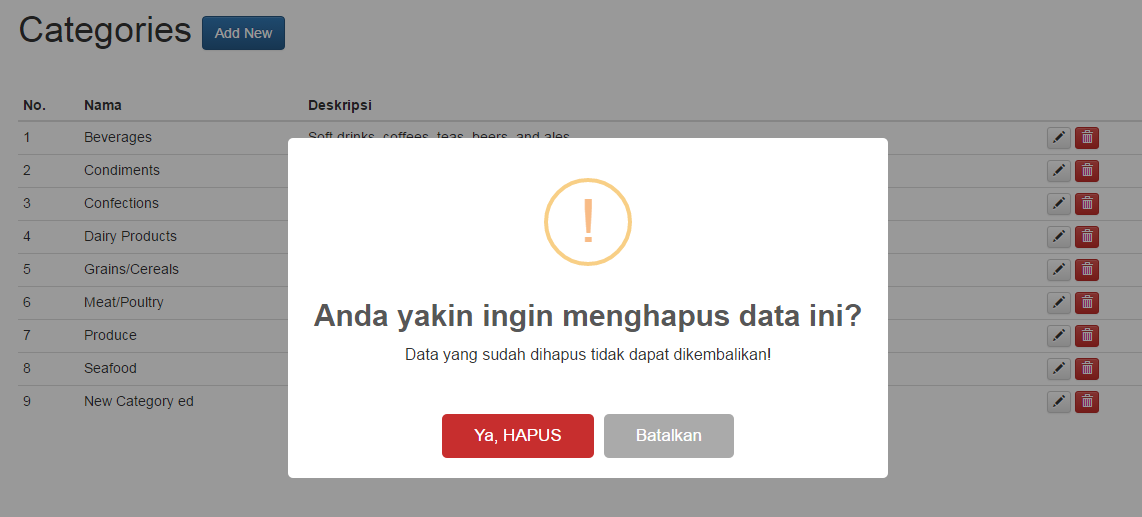 Categories Add New
No. Nama Deskripsi
1 Beverages Soft drinks, coffees, teas, beers, and ales
2 Condiments
3 Confections
4 Dairy Products
5 Grains/Cereals
6 Meat/Poultry
7 Produce
8 Seafood
9 New Category ed
!
Anda yakin ingin menghapus data ini?
Data yang sudah dihapus tidak dapat dikembalikan!
Ya, HAPUS Batalkan